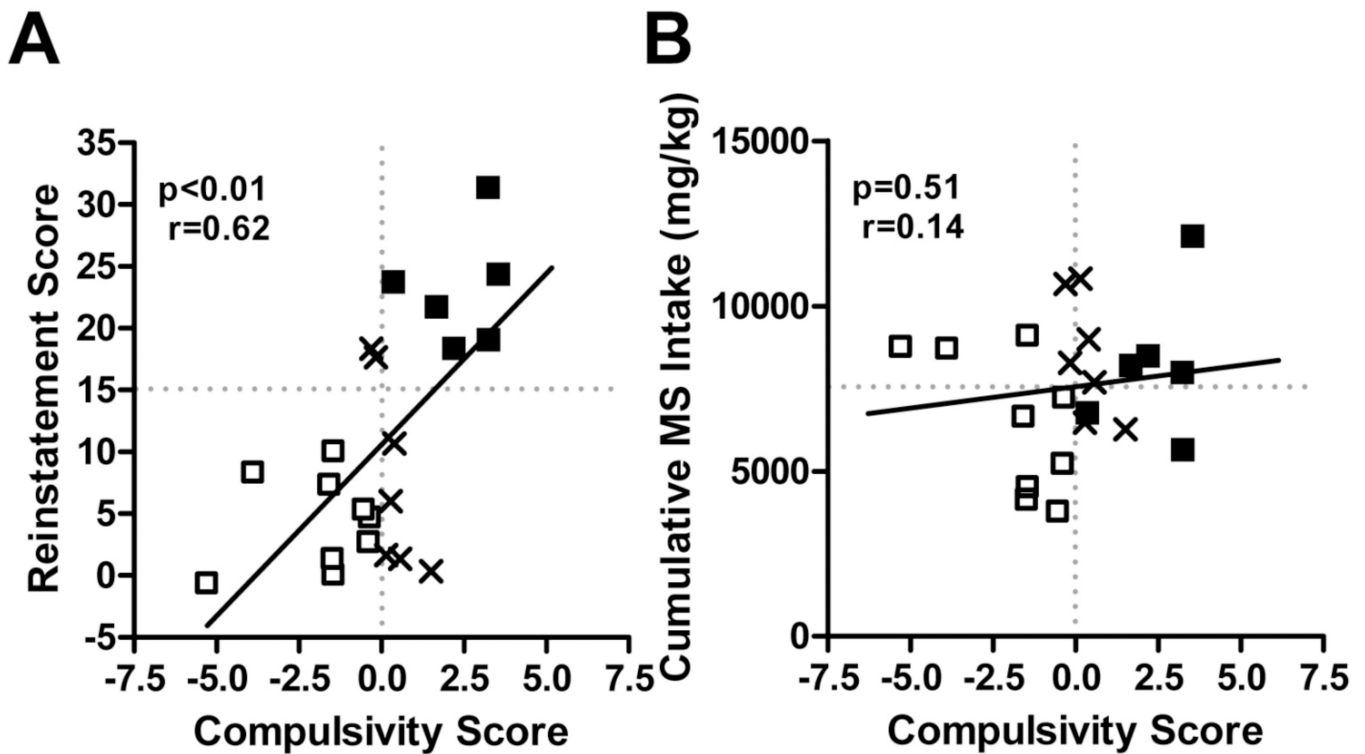 A
B
Reinstatement Score
35
30
25
20
15
10
5
0
-5
p<0.01
r=0.62
-7.5 -5.0 -2.5 0.0 2.5 5.0 7.5
Compulsivity Score
Cumulative MS Intake (mg/kg)
15000
10000
5000
0
p=0.51
r=0.14
-7.5 -5.0 -2.5 0.0 2.5 5.0 7.5
Compulsivity Score